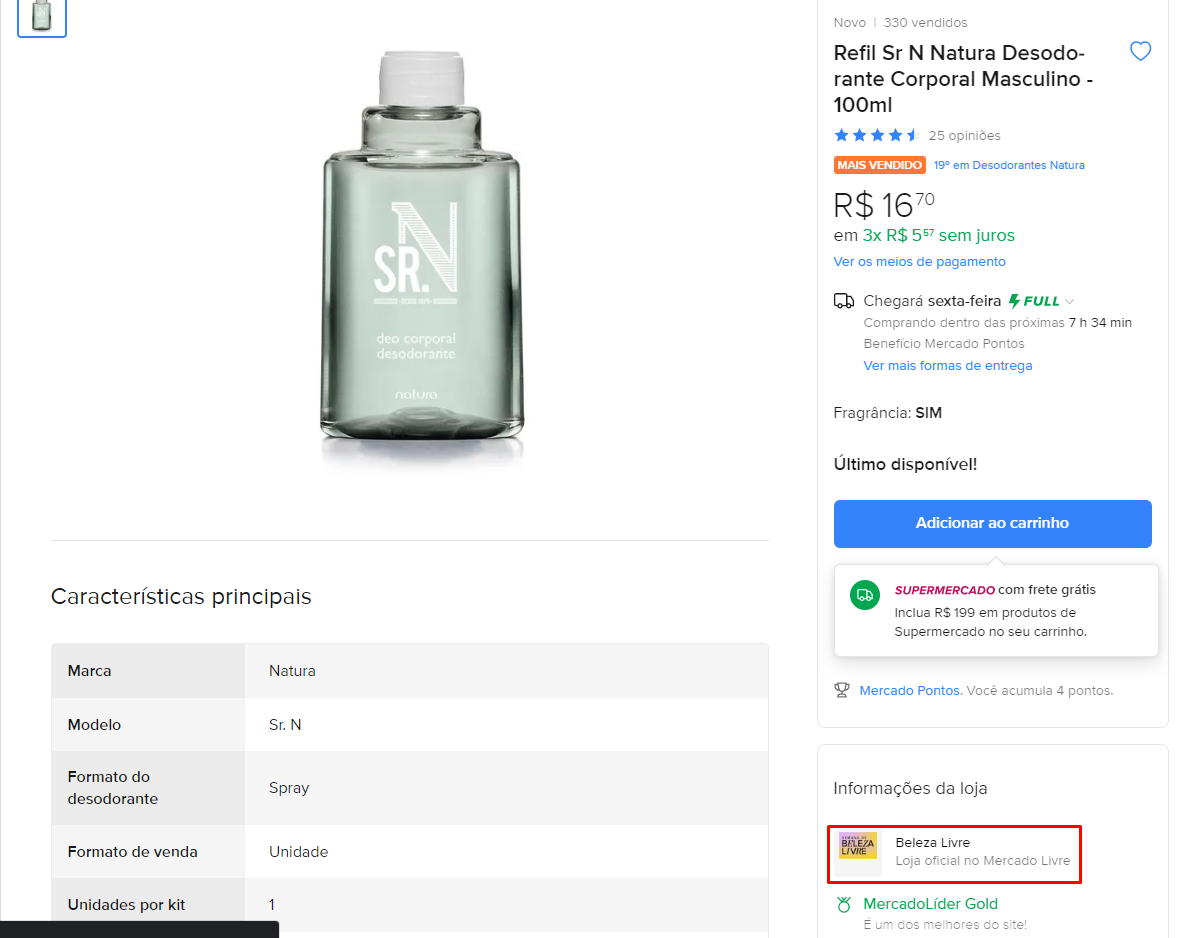 SR.N
DESDE 1979
deo corporal
desodorante
natura
Novo | 330 vendidos
Refil Sr N Natura Desodo-
rante Corporal Masculino -
100ml
25 opiniões
MAIS VENDIDO 19º em Desodorantes Natura
R$ 16 70
em 3x R$ 5 57 sem juros
Ver os meios de pagamento
Chegará sexta-feira FULL
Comprando dentro das próximas 7 h 34 min
Benefício Mercado Pontos
Ver mais formas de entrega
Fragrância: SIM
Último disponível!
Adicionar ao carrinho
SUPERMERCADO com frete grátis
Inclua R$ 199 em produtos de
Supermercado no seu carrinho.
Mercado Pontos. Você acumula 4 pontos.
Características principais
Marca Natura
Modelo Sr. N
Formato do
desodorante
Spray
Formato de venda Unidade
Unidades por kit 1
Informações da loja
SEMANA DE
BELEZA
LIVRE
Beleza Livre
Loja oficial no Mercado Livre
MercadoLíder Gold
É um dos melhores do site!